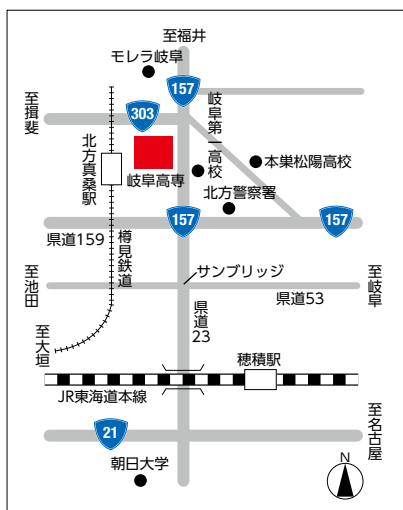 至福井
モレラ岐阜
157
至揖斐
303
岐阜第一高校
本巣松陽高校
北方真桑駅
岐阜高専
北方警察署
157
157
県道159
樽見鉄道
至池田
サンブリッジ
至岐阜
県道53
県道23
至大垣
穂積駅
JR東海道本線
至名古屋
21
朝日大学
N